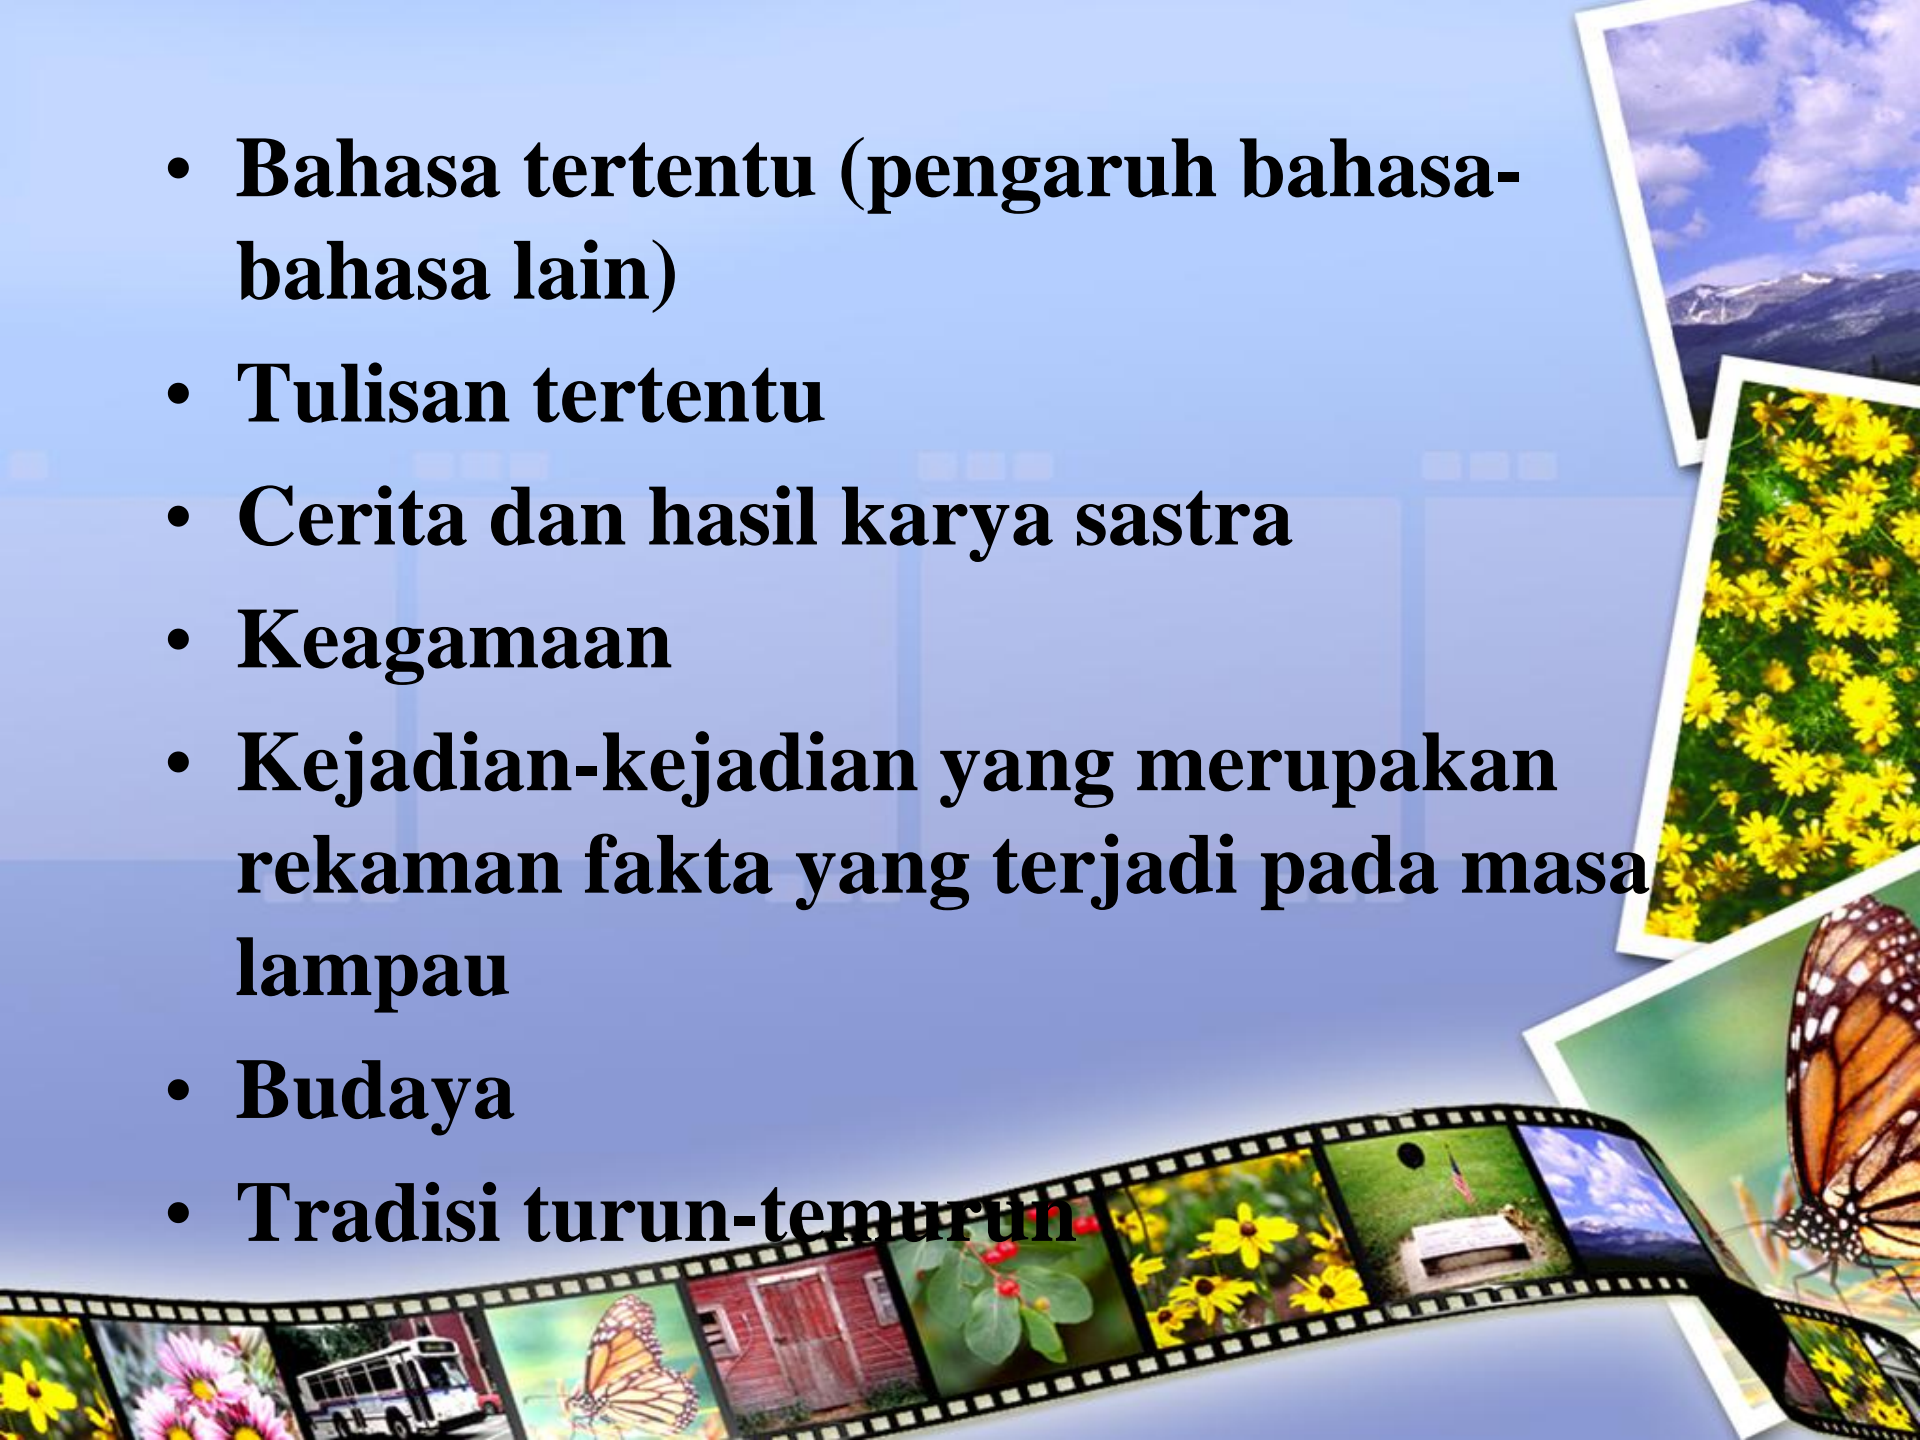 • Bahasa tertentu (pengaruh bahasa-
bahasa lain)
• Tulisan tertentu
• Cerita dan hasil karya sastra
• Keagamaan
• Kejadian-kejadian yang merupakan
rekaman fakta yang terjadi pada masa
lampau
• Budaya
• Tradisi turun-temurun